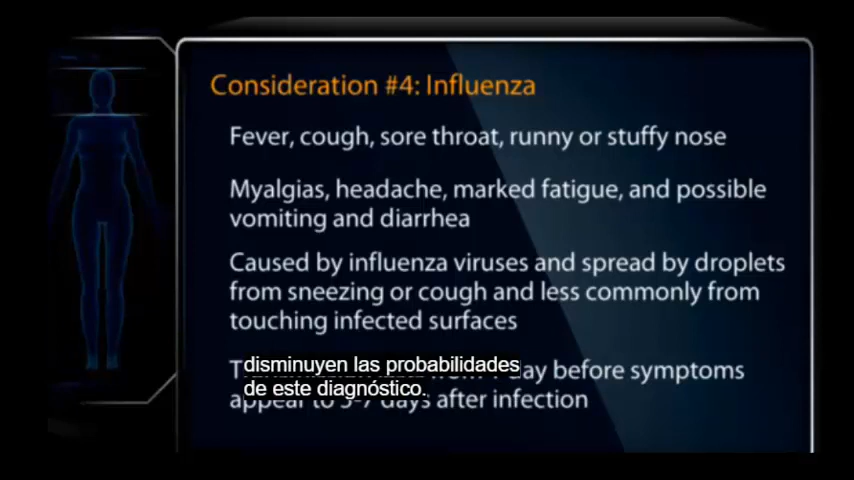 Consideration #4: Influenza
Fever, cough, sore throat, runny or stuffy nose
Myalgias, headache, marked fatigue, and possible
vomiting and diarrhea
Caused by influenza viruses and spread by droplets
from sneezing or cough and less commonly from
touching infected surfaces
day before symptoms
appear to 5-7 days after infection
disminuyen las probabilidades
de este diagnóstico.